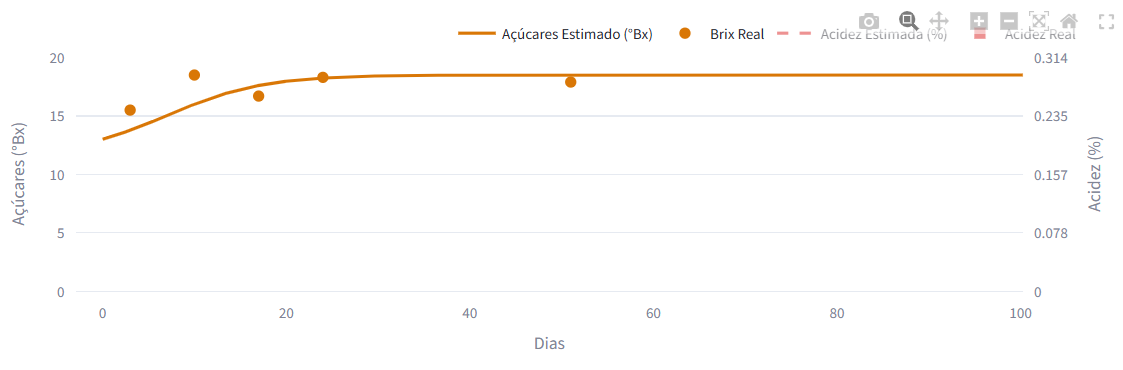 Açúcares Estimado (°Bx) Brix Real Acidez Estimada (%) Acidez Real
20
15
10
5
0
Açúcares (°Bx)
0.314
0.235
0.157
0.078
0
Acidez (%)
0 20 40 60 80 100
Dias